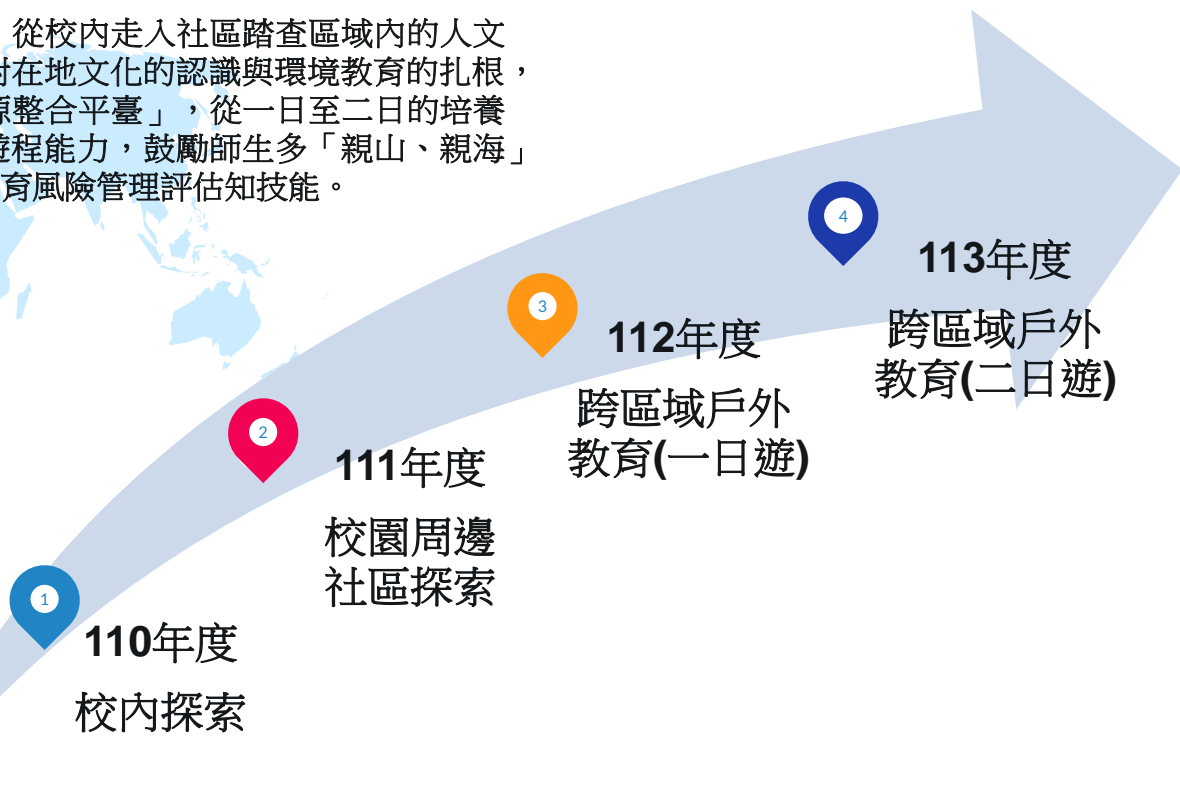 從校內走入社區踏查區域內的人文
對在地文化的認識與環境教育的扎根，
源整合平臺」，從一日至二日的培養
遊程能力，鼓勵師生多「親山、親海」
育風險管理評估知技能。
4
113年度
跨區域戶外
教育(二日遊)
3
112年度
跨區域戶外
教育(一日遊)
2
111年度
校園周邊
社區探索
1
110年度
校內探索